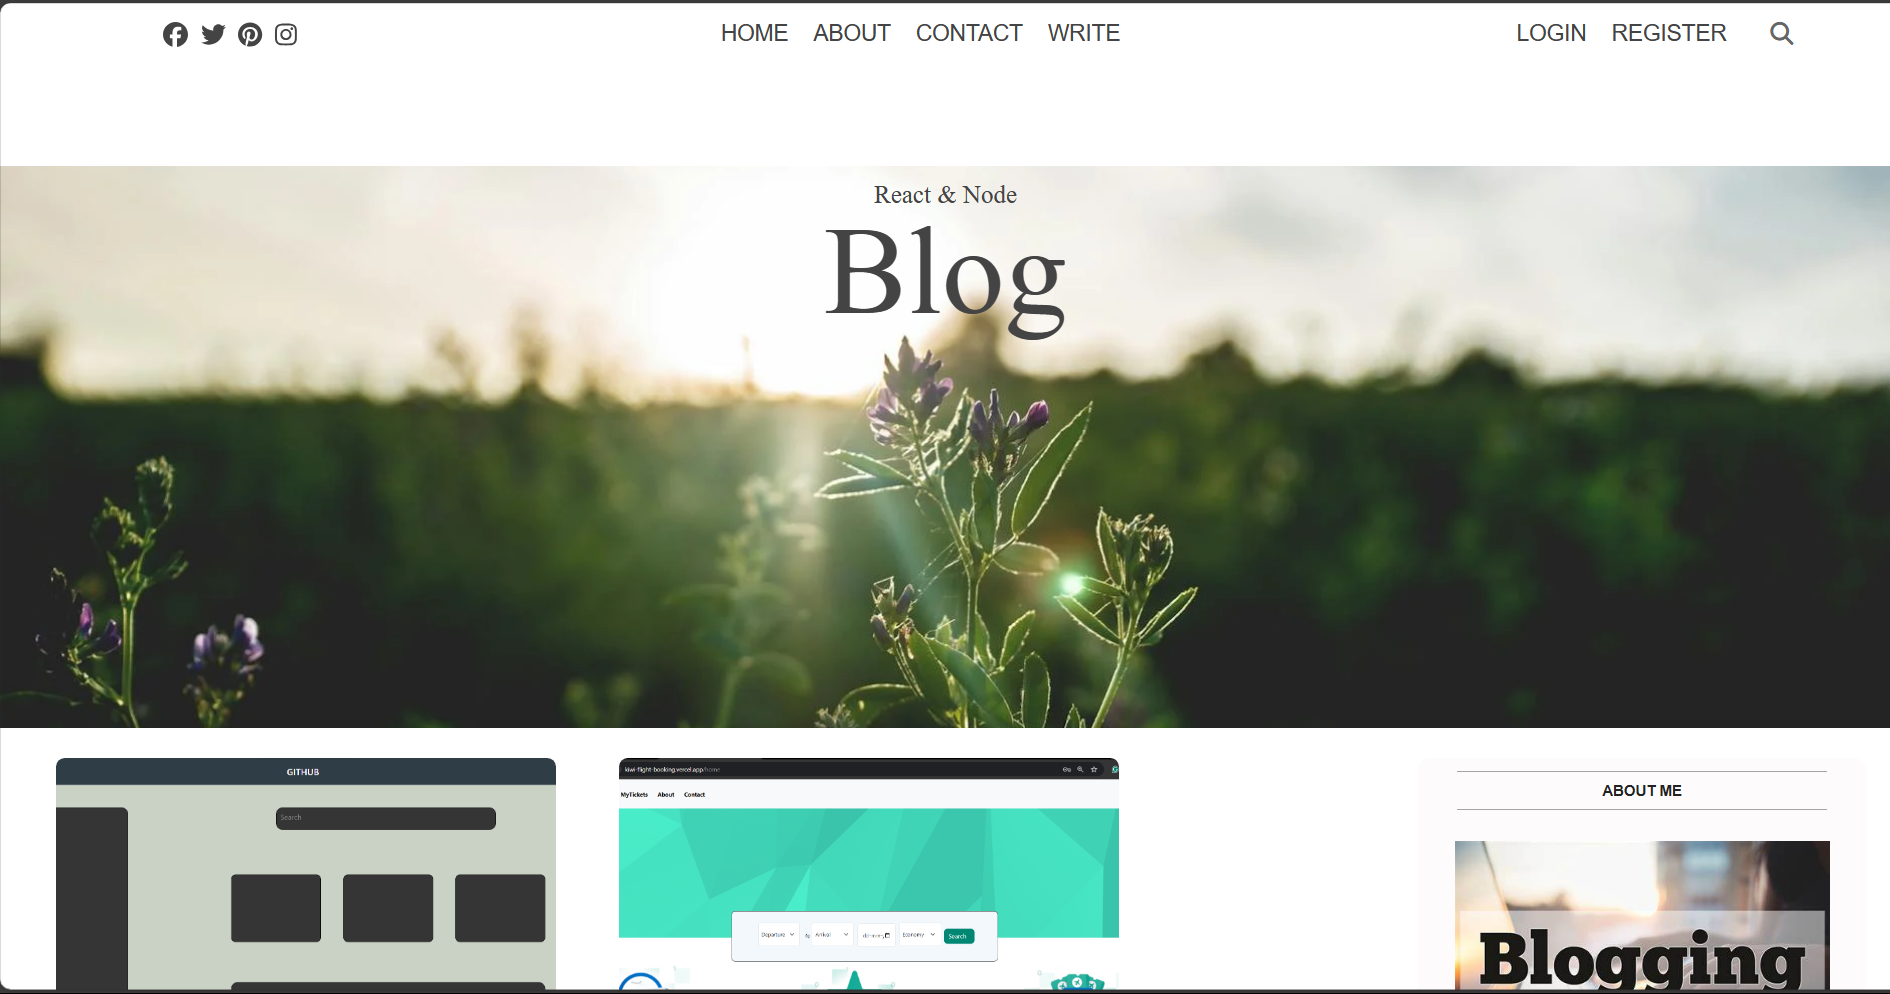 HOME ABOUT CONTACT WRITE
LOGIN REGISTER
React & Node
Blog
GITHUB
Search
kiwi-flight-booking.vercel.app/home
MyTickets About Contact
Departure Arrival Economy Search
ABOUT ME
Blogging